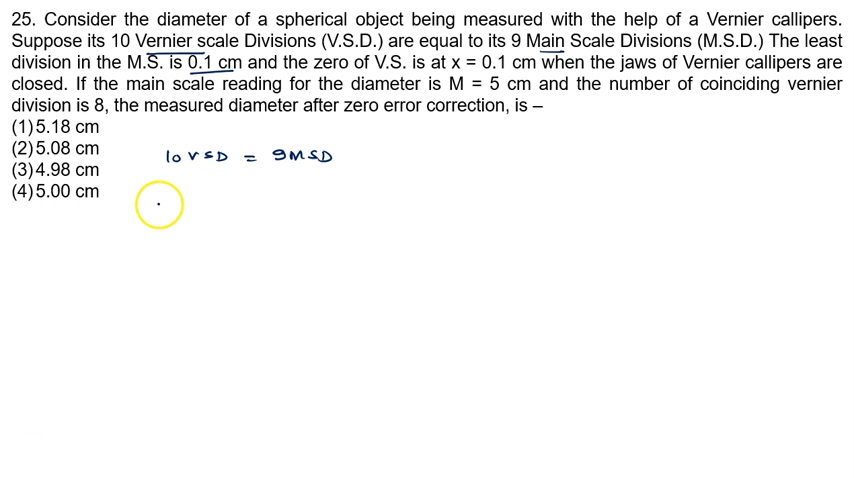 25. Consider the diameter of a spherical object being measured with the help of a Vernier callipers.
Suppose its 10 Vernier scale Divisions (V.S.D.) are equal to its 9 Main Scale Divisions (M.S.D.) The least
division in the M.S. is 0.1 cm and the zero of V.S. is at x = 0.1 cm when the jaws of Vernier callipers are
closed. If the main scale reading for the diameter is M = 5 cm and the number of coinciding vernier
division is 8, the measured diameter after zero error correction, is –
(1) 5.18 cm
(2) 5.08 cm
(3) 4.98 cm
(4) 5.00 cm
10 VSD = 9MSD